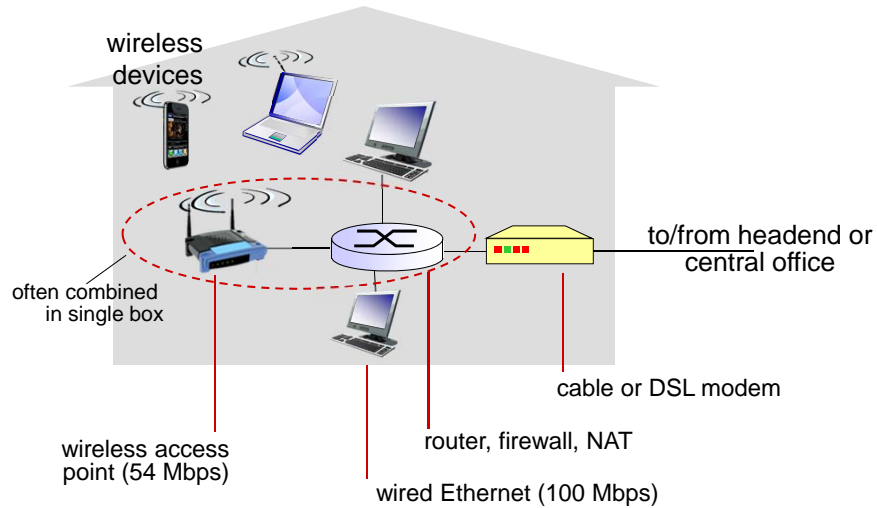 wireless
devices
to/from headend or
central office
often combined
in single box
cable or DSL modem
router, firewall, NAT
wireless access
point (54 Mbps)
wired Ethernet (100 Mbps)